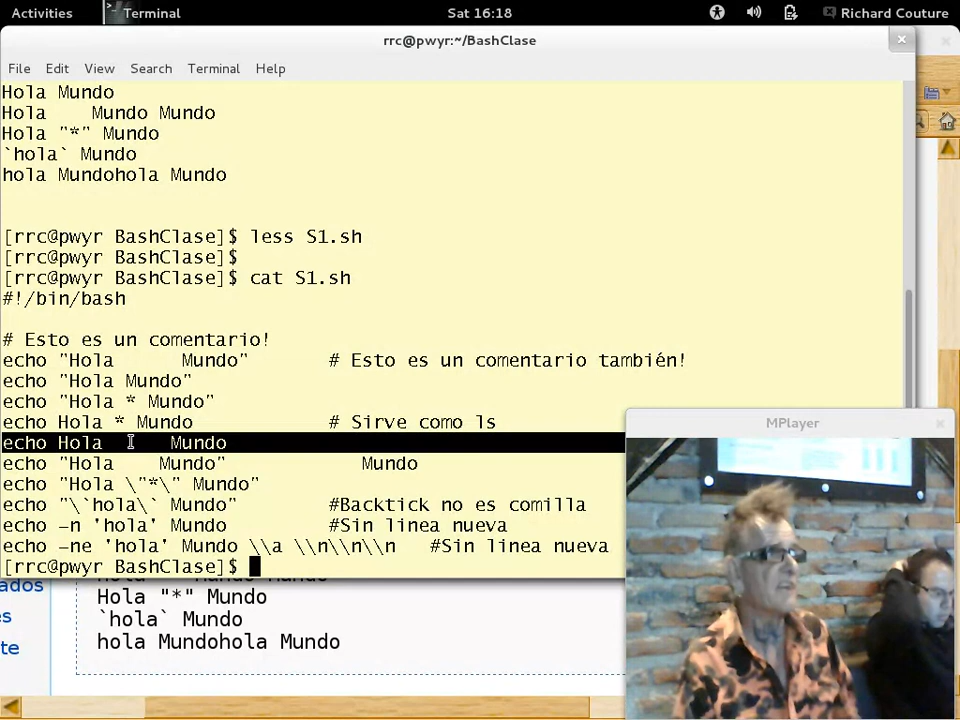 Activities Terminal Sat 16:18 Richard Couture
rrc@pwyr:~/BashClase
File Edit View Search Terminal Help
Hola Mundo
Hola    Mundo Mundo
Hola "*" Mundo
`hola` Mundo
hola Mundohola Mundo
[rrc@pwyr BashClase]$ less S1.sh
[rrc@pwyr BashClase]$
[rrc@pwyr BashClase]$ cat S1.sh
#!/bin/bash
# Esto es un comentario!
echo "Hola      Mundo"       # Esto es un comentario también!
echo "Hola Mundo"
echo "Hola * Mundo"
echo Hola * Mundo            # Sirve como ls
echo Hola      Mundo
echo "Hola    Mundo"            Mundo
echo "Hola \"*\" Mundo"
echo "\`hola\` Mundo"        #Backtick no es comilla
echo –n 'hola' Mundo         #Sin linea nueva
echo –ne 'hola' Mundo \\a \\n\\n\\n   #Sin linea nueva
[rrc@pwyr BashClase]$
MPlayer
ados
s
te
Hola "*" Mundo
`hola` Mundo
hola Mundohola Mundo